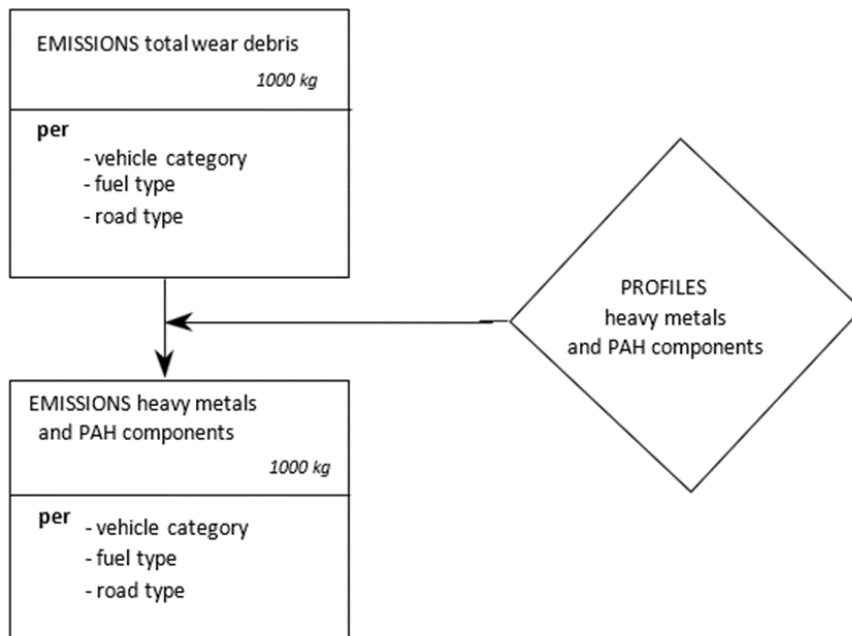 EMISSIONS total wear debris
1000 kg
per
- vehicle category
- fuel type
- road type
PROFILES
heavy metals
and PAH components
EMISSIONS heavy metals
and PAH components
1000 kg
per
- vehicle category
- fuel type
- road type